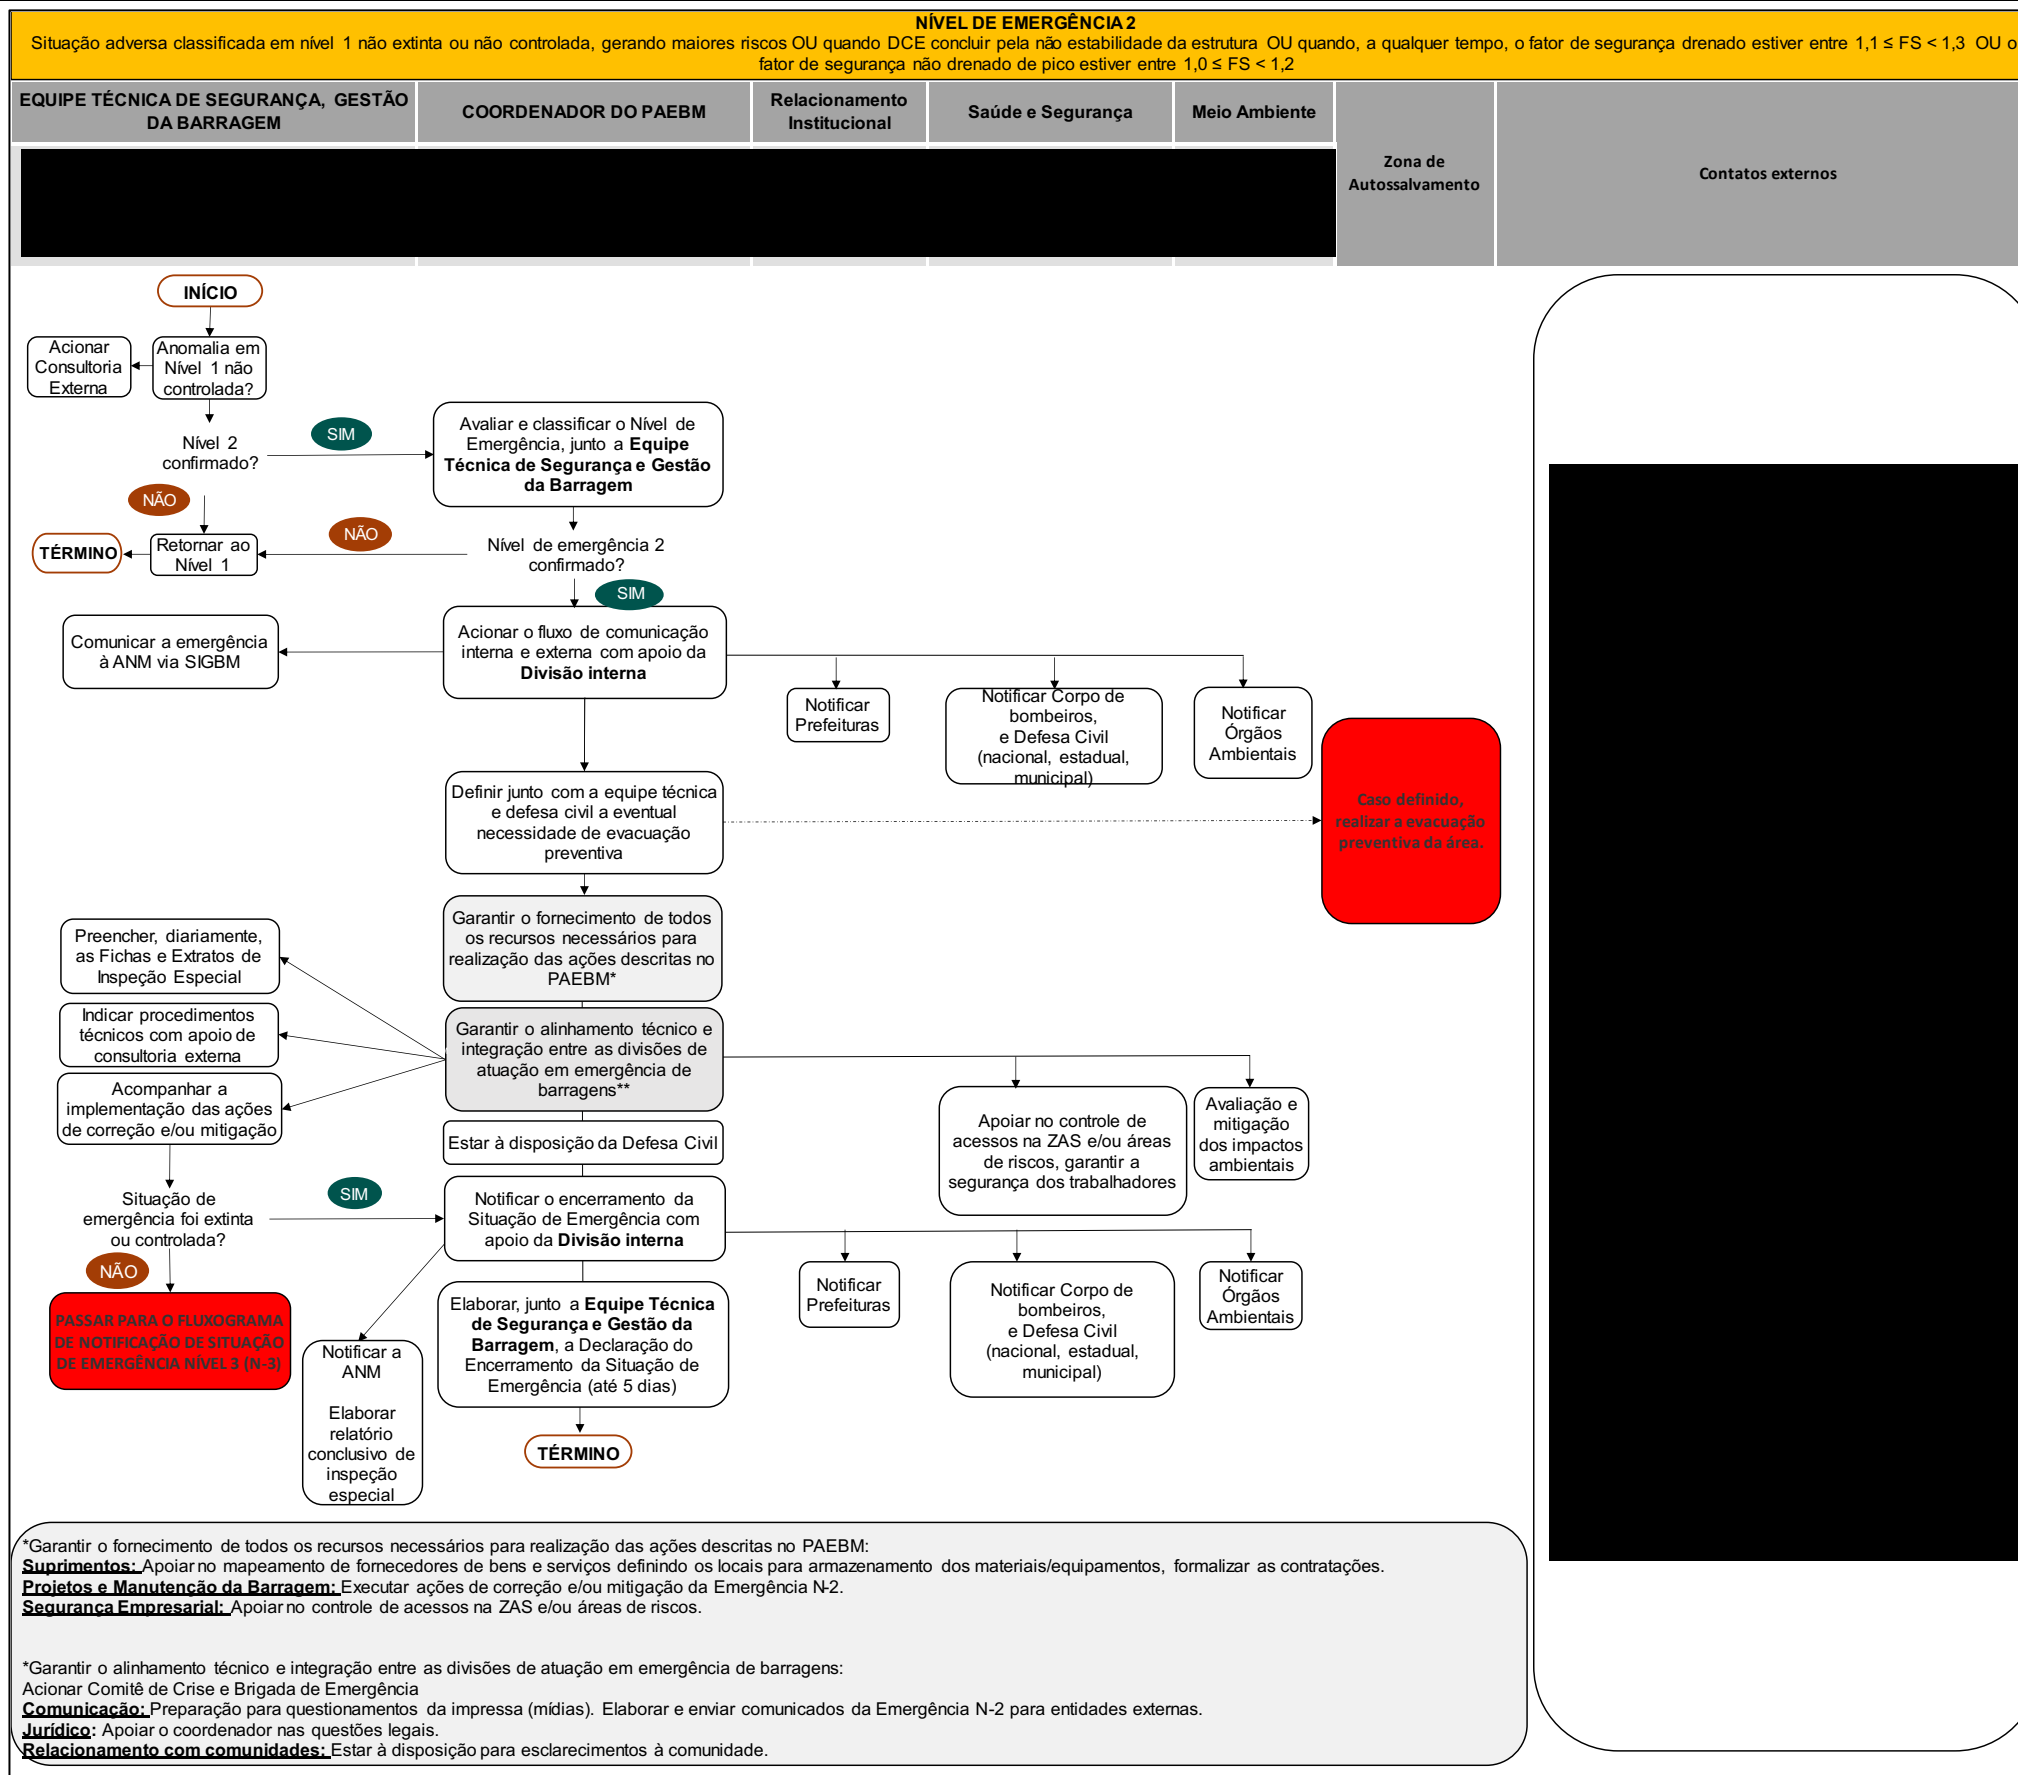 NÍVEL DE EMERGÊNCIA 2
Situação adversa classificada em nível 1 não extinta ou não controlada, gerando maiores riscos OU quando DCE concluir pela não estabilidade da estrutura OU quando, a qualquer tempo, o fator de segurança drenado estiver entre 1,1 ≤ FS < 1,3 OU o
fator de segurança não drenado de pico estiver entre 1,0 ≤ FS < 1,2
EQUIPE TÉCNICA DE SEGURANÇA, GESTÃO
DA BARRAGEM
COORDENADOR DO PAEBM
Relacionamento
Institucional
Saúde e Segurança
Meio Ambiente
Zona de
Autossalvamento
Contatos externos
INÍCIO
Acionar
Consultoria
Externa
Anomalia em
Nível 1 não
controlada?
Nível 2
confirmado?
SIM
Avaliar e classificar o Nível de
Emergência, junto a Equipe
Técnica de Segurança e Gestão
da Barragem
NÃO
NÃO
TÉRMINO
Retornar ao
Nível 1
Nível de emergência 2
confirmado?
SIM
Comunicar a emergência
à ANM via SIGBM
Acionar o fluxo de comunicação
interna e externa com apoio da
Divisão interna
Notificar
Prefeituras
Notificar Corpo de
bombeiros,
e Defesa Civil
(nacional, estadual,
municipal)
Notificar
Órgãos
Ambientais
Definir junto com a equipe técnica
e defesa civil a eventual
necessidade de evacuação
preventiva
Caso definido,
realizar a evacuação
preventiva da área.
Garantir o fornecimento de todos
os recursos necessários para
realização das ações descritas no
PAEBM*
Preencher, diariamente,
as Fichas e Extratos de
Inspeção Especial
Indicar procedimentos
técnicos com apoio de
consultoria externa
Acompanhar a
implementação das ações
de correção e/ou mitigação
Garantir o alinhamento técnico e
integração entre as divisões de
atuação em emergência de
barragens**
Apoiar no controle de
acessos na ZAS e/ou áreas
de riscos, garantir a
segurança dos trabalhadores
Avaliação e
mitigação
dos impactos
ambientais
Estar à disposição da Defesa Civil
Situação de
emergência foi extinta
ou controlada?
SIM
Notificar o encerramento da
Situação de Emergência com
apoio da Divisão interna
NÃO
Notificar
Prefeituras
Notificar Corpo de
bombeiros,
e Defesa Civil
(nacional, estadual,
municipal)
Notificar
Órgãos
Ambientais
PASSAR PARA O FLUXOGRAMA
DE NOTIFICAÇÃO DE SITUAÇÃO
DE EMERGÊNCIA NÍVEL 3 (N-3)
Notificar a
ANM
Elaborar
relatório
conclusivo de
inspeção
especial
Elaborar, junto a Equipe Técnica
de Segurança e Gestão da
Barragem, a Declaração do
Encerramento da Situação de
Emergência (até 5 dias)
TÉRMINO
*Garantir o fornecimento de todos os recursos necessários para realização das ações descritas no PAEBM:
Suprimentos: Apoiar no mapeamento de fornecedores de bens e serviços definindo os locais para armazenamento dos materiais/equipamentos, formalizar as contratações.
Projetos e Manutenção da Barragem: Executar ações de correção e/ou mitigação da Emergência N-2.
Segurança Empresarial: Apoiar no controle de acessos na ZAS e/ou áreas de riscos.
*Garantir o alinhamento técnico e integração entre as divisões de atuação em emergência de barragens:
Acionar Comitê de Crise e Brigada de Emergência
Comunicação: Preparação para questionamentos da impressa (mídias). Elaborar e enviar comunicados da Emergência N-2 para entidades externas.
Jurídico: Apoiar o coordenador nas questões legais.
Relacionamento com comunidades: Estar à disposição para esclarecimentos à comunidade.